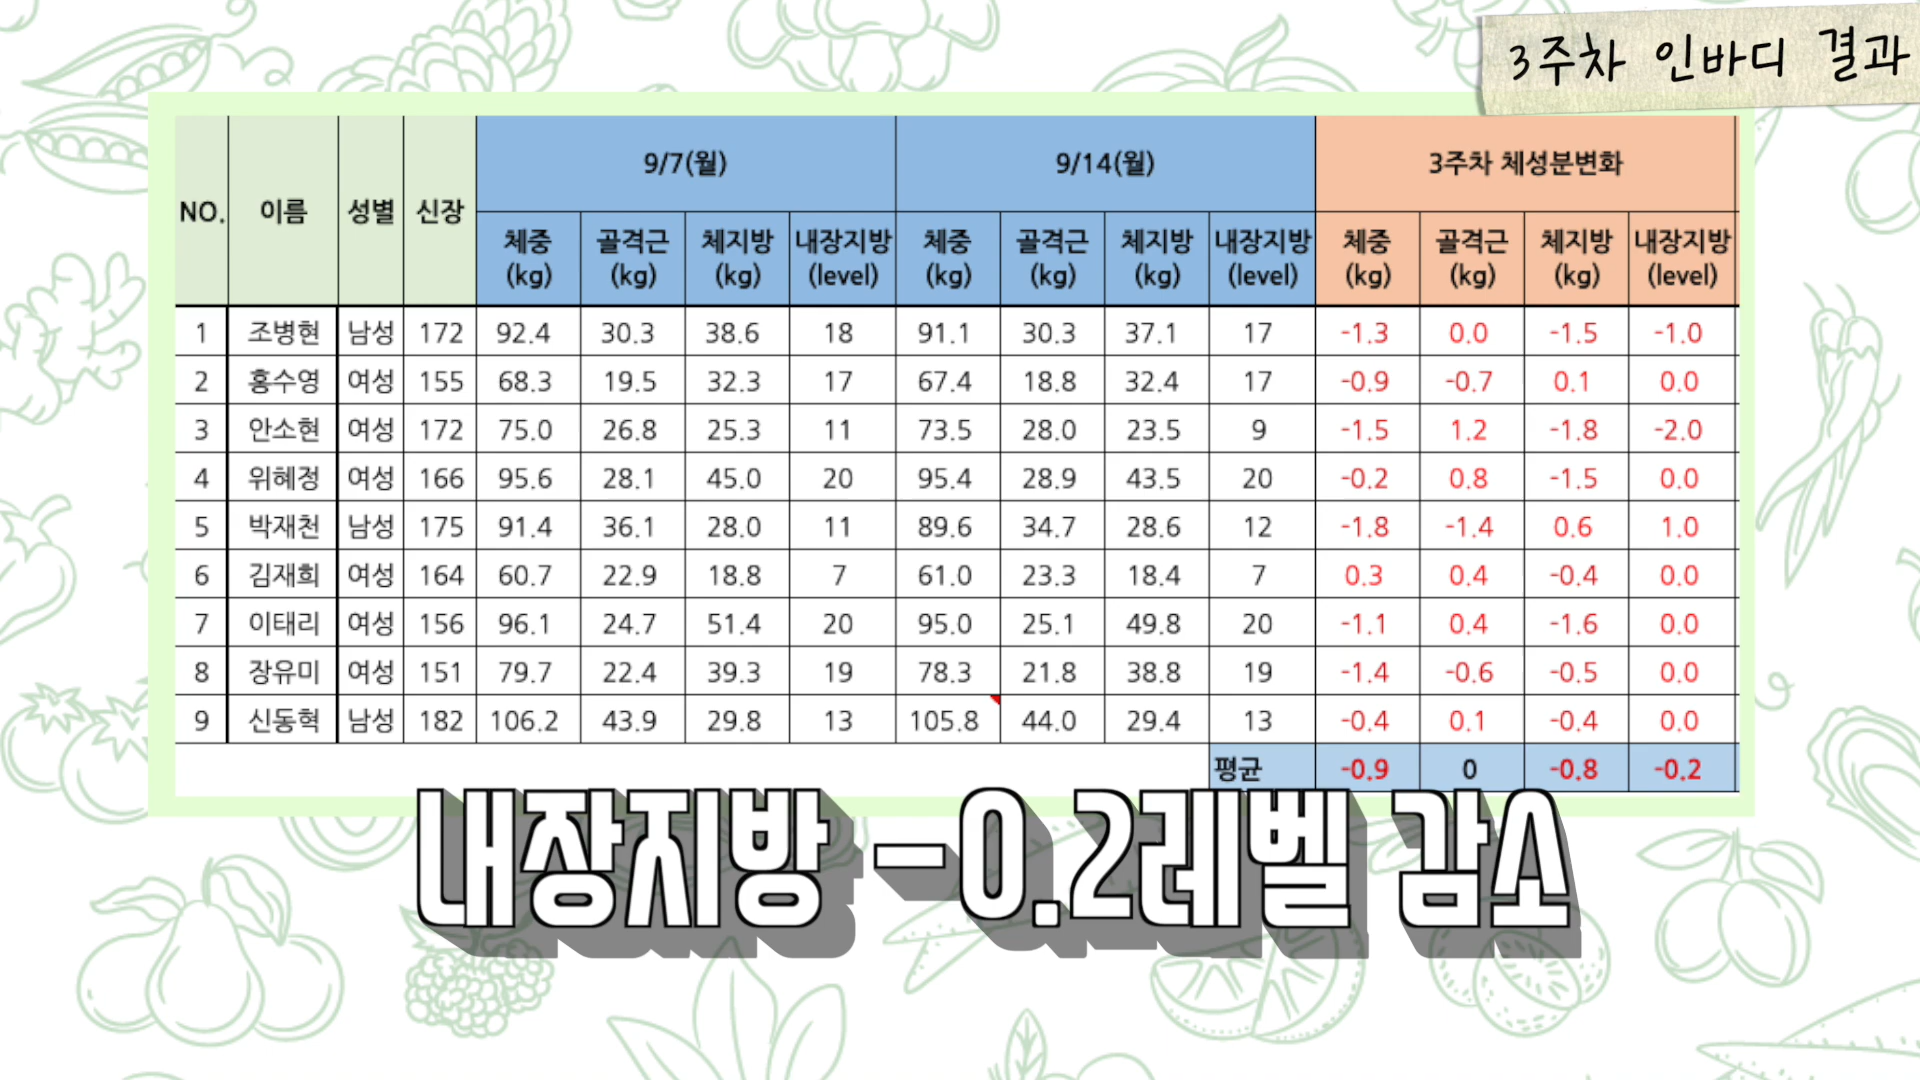 3주차 인바디 결과
NO. 이름 성별 신장 9/7(월) 9/14(월) 3주차 체성분변화
체중 (kg) 골격근 (kg) 체지방 (kg) 내장지방 (level) 체중 (kg) 골격근 (kg) 체지방 (kg) 내장지방 (level) 체중 (kg) 골격근 (kg) 체지방 (kg) 내장지방 (level)
1 조병현 남성 172 92.4 30.3 38.6 18 91.1 30.3 37.1 17 -1.3 0.0 -1.5 -1.0
2 홍수영 여성 155 68.3 19.5 32.3 17 67.4 18.8 32.4 17 -0.9 -0.7 0.1 0.0
3 안소현 여성 172 75.0 26.8 25.3 11 73.5 28.0 23.5 9 -1.5 1.2 -1.8 -2.0
4 위혜정 여성 166 95.6 28.1 45.0 20 95.4 28.9 43.5 20 -0.2 0.8 -1.5 0.0
5 박재천 남성 175 91.4 36.1 28.0 11 89.6 34.7 28.6 12 -1.8 -1.4 0.6 1.0
6 김재희 여성 164 60.7 22.9 18.8 7 61.0 23.3 18.4 7 0.3 0.4 -0.4 0.0
7 이태리 여성 156 96.1 24.7 51.4 20 95.0 25.1 49.8 20 -1.1 0.4 -1.6 0.0
8 장유미 여성 151 79.7 22.4 39.3 19 78.3 21.8 38.8 19 -1.4 -0.6 -0.5 0.0
9 신동혁 남성 182 106.2 43.9 29.8 13 105.8 44.0 29.4 13 -0.4 0.1 -0.4 0.0
평균 -0.9 0 -0.8 -0.2
내장지방 -0.2레벨 감소